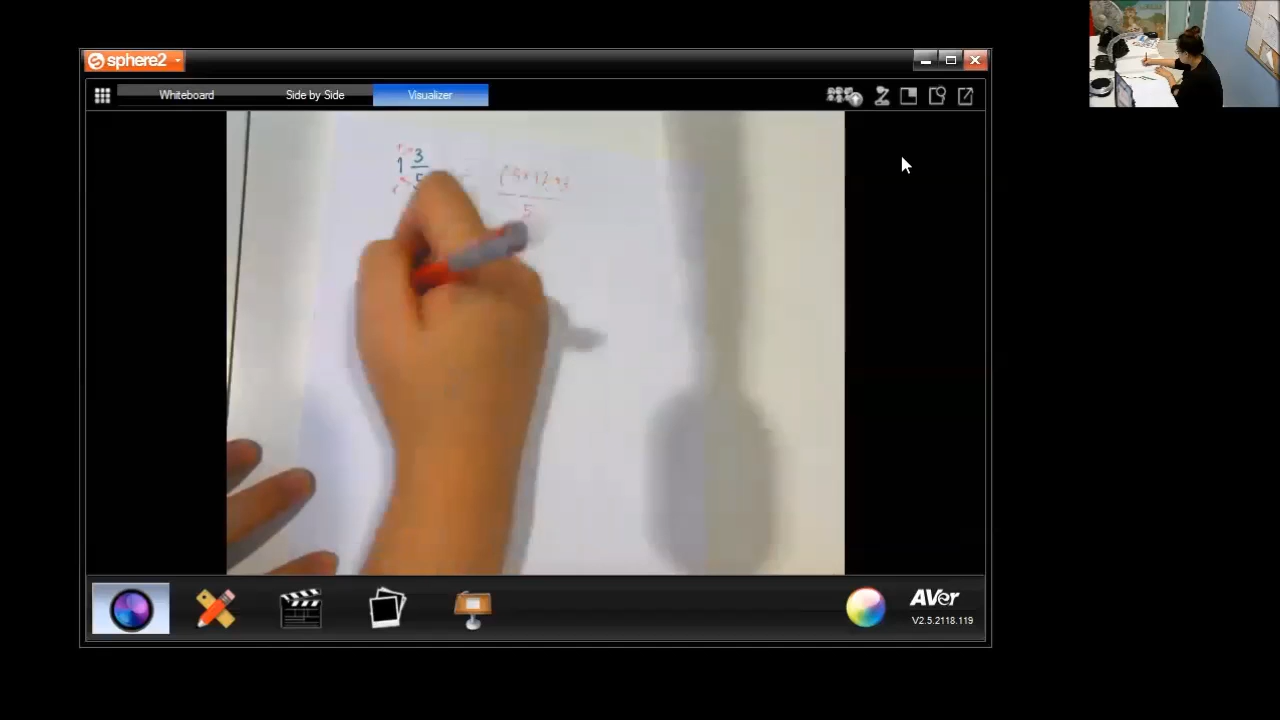 sphere2
Whiteboard Side by Side Visualizer
1 3/5
5
AVer
V2.5.2118.119